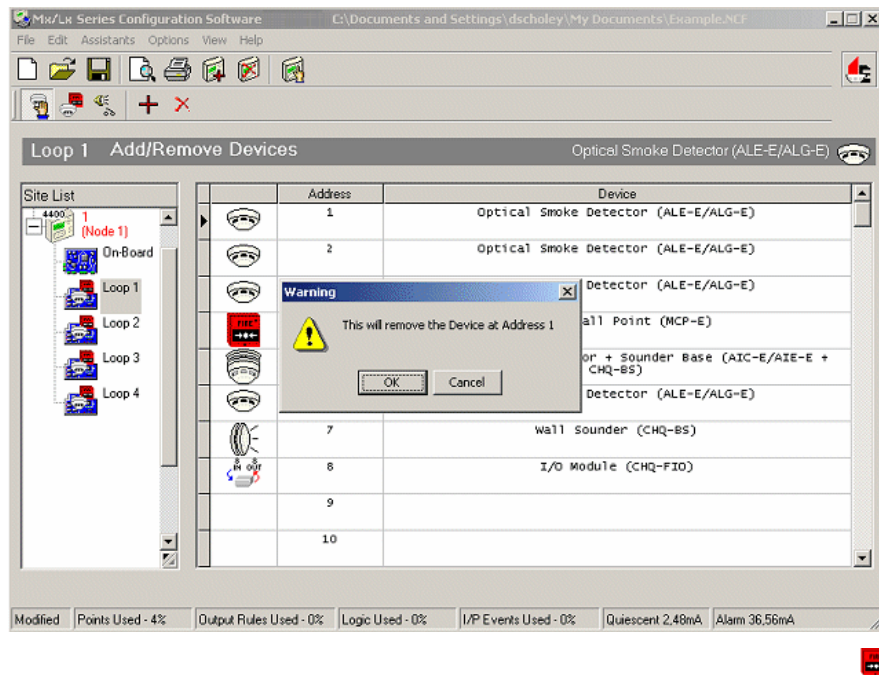 Mx/Lx Series Configuration Software C:\Documents and Settings\dscholey\My Documents\Example.NCF
File Edit Assistants Options View Help
Loop 1 Add/Remove Devices Optical Smoke Detector (ALE-E/ALG-E)
Site List
Address Device
4400
1
(Node 1)
On-Board
Loop 1
Loop 2
Loop 3
Loop 4
1 Optical Smoke Detector (ALE-E/ALG-E)
2 Optical Smoke Detector (ALE-E/ALG-E)
Detector (ALE-E/ALG-E)
all Point (MCP-E)
or + Sounder Base (AIC-E/AIE-E +
CHQ-BS)
Detector (ALE-E/ALG-E)
Warning
This will remove the Device at Address 1
OK Cancel
7 Wall Sounder (CHQ-BS)
IN OUT
8 I/O Module (CHQ-FIO)
9
10
Modified Points Used - 4% Output Rules Used - 0% Logic Used - 0% I/P Events Used - 0% Quiescent 2,48mA Alarm 36,56mA